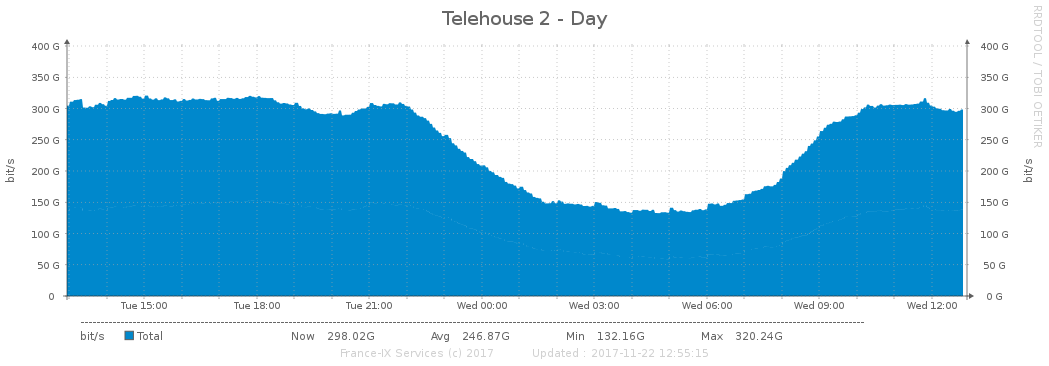 Telehouse 2 - Day
RRDTOOL / TOBI OETIKER
400 G 400 G
350 G 350 G
300 G 300 G
250 G 250 G
200 G 200 G
150 G 150 G
100 G 100 G
50 G 50 G
0 0 G
bit/s bit/s
Tue 15:00 Tue 18:00 Tue 21:00 Wed 00:00 Wed 03:00 Wed 06:00 Wed 09:00 Wed 12:00
bit/s Total Now 298.02G Avg 246.87G Min 132.16G Max 320.24G
France-IX Services (c) 2017 Updated : 2017-11-22 12:55:15